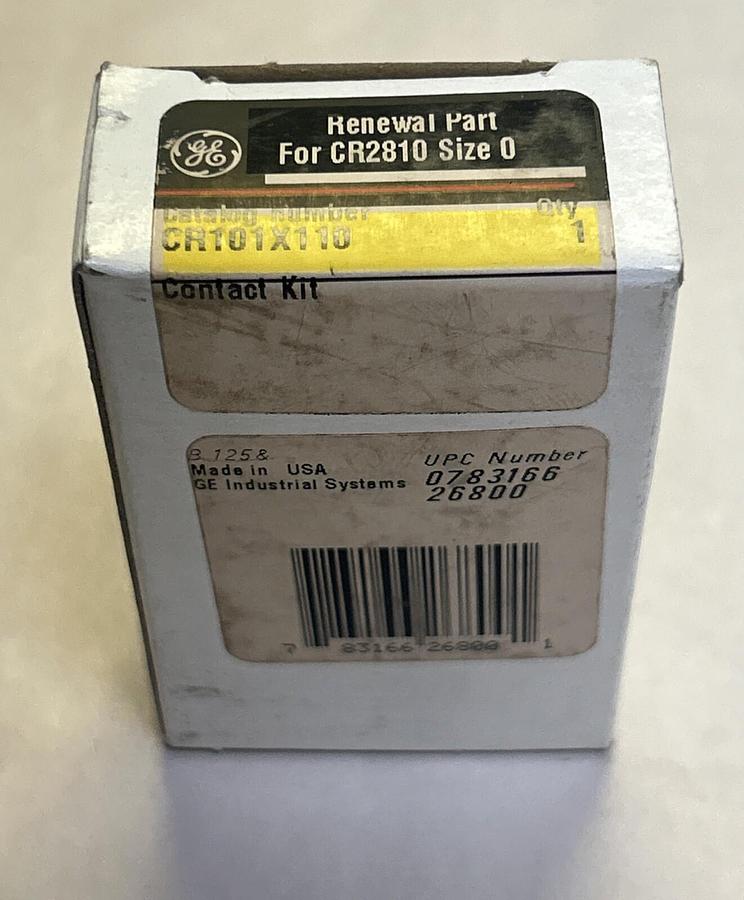 GE
Renewal Part
For CR2810 Size 0
Catalog number Qty
CR101X110 1
Contact Kit
B 125&
Made in USA
GE Industrial Systems
UPC Number
0783166
26800
7 83166 26800 1